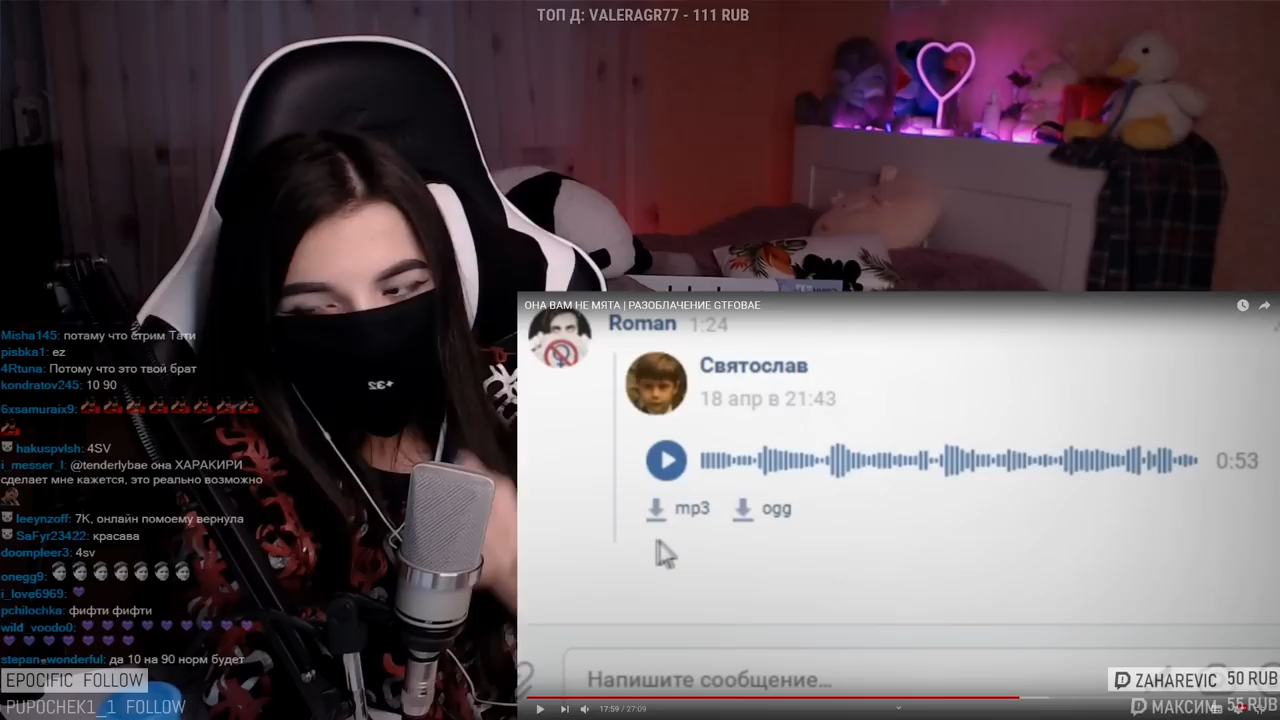 ТОП Д: VALERAGR77 - 111 RUB
ОНА ВАМ НЕ МЯТА | РАЗОБЛАЧЕНИЕ GTFOBAE
Roman 1:24
Святослав
18 апр в 21:43
0:53
mp3 ogg
Напишите сообщение...
17:59 / 27:09
Misha145: потому что стрим Тати
pisbka1: ez
4Rtuna: Потому что это твой брат
kondratov245: 10 90
6xsamuraix9:
hakuspvlsh: 4SV
i_messer_l: @tenderlybae она ХАРАКИРИ
сделает мне кажется, это реально возможно
leeynzoff: 7К, онлайн помоему вернула
SaFyr23422: красава
doompleer3: 4sv
onegg9:
i_love6969:
pchilochka: фифти фифти
wild_voodo0:
stepan_wonderful: да 10 на 90 норм будет
EPOCIFIC FOLLOW
PUPOCHEK1_1 FOLLOW
ZAHAREVIC 50 RUB
МАКСИМ 55 RUB